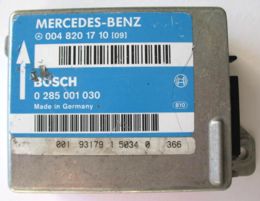 MERCEDES-BENZ
004 820 17 10 [09]
BOSCH
0 285 001 030
Made in Germany
B10
001 93179 1 5034 0 366